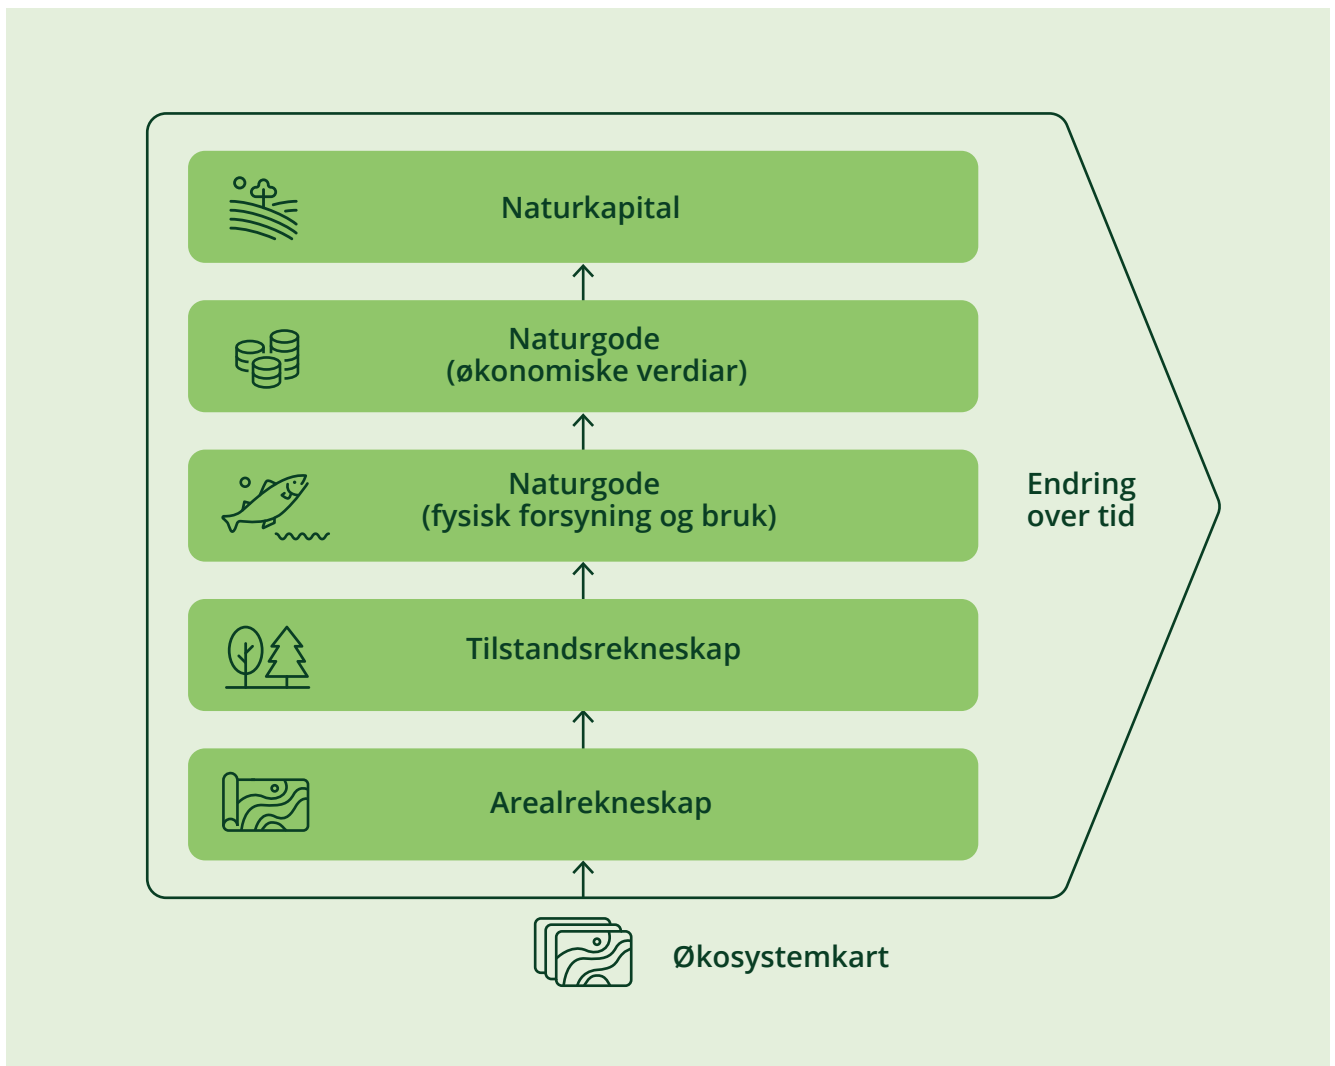 Naturkapital
Naturgode
(økonomiske verdiar)
Naturgode
(fysisk forsyning og bruk)
Endring
over tid
Tilstandsrekneskap
Arealrekneskap
Økosystemkart